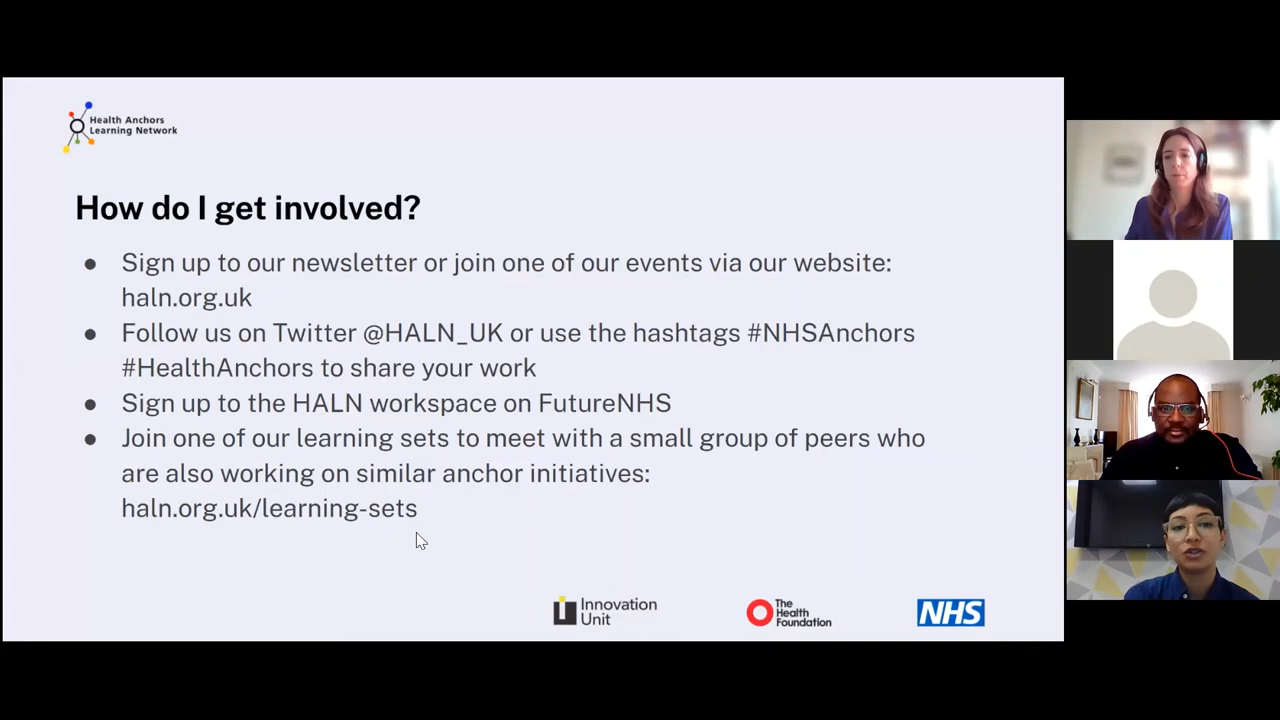 Health Anchors
Learning Network
How do I get involved?
● Sign up to our newsletter or join one of our events via our website:
haln.org.uk
● Follow us on Twitter @HALN_UK or use the hashtags #NHSAnchors
#HealthAnchors to share your work
● Sign up to the HALN workspace on FutureNHS
● Join one of our learning sets to meet with a small group of peers who
are also working on similar anchor initiatives:
haln.org.uk/learning-sets
Innovation
Unit
The
Health
Foundation
NHS